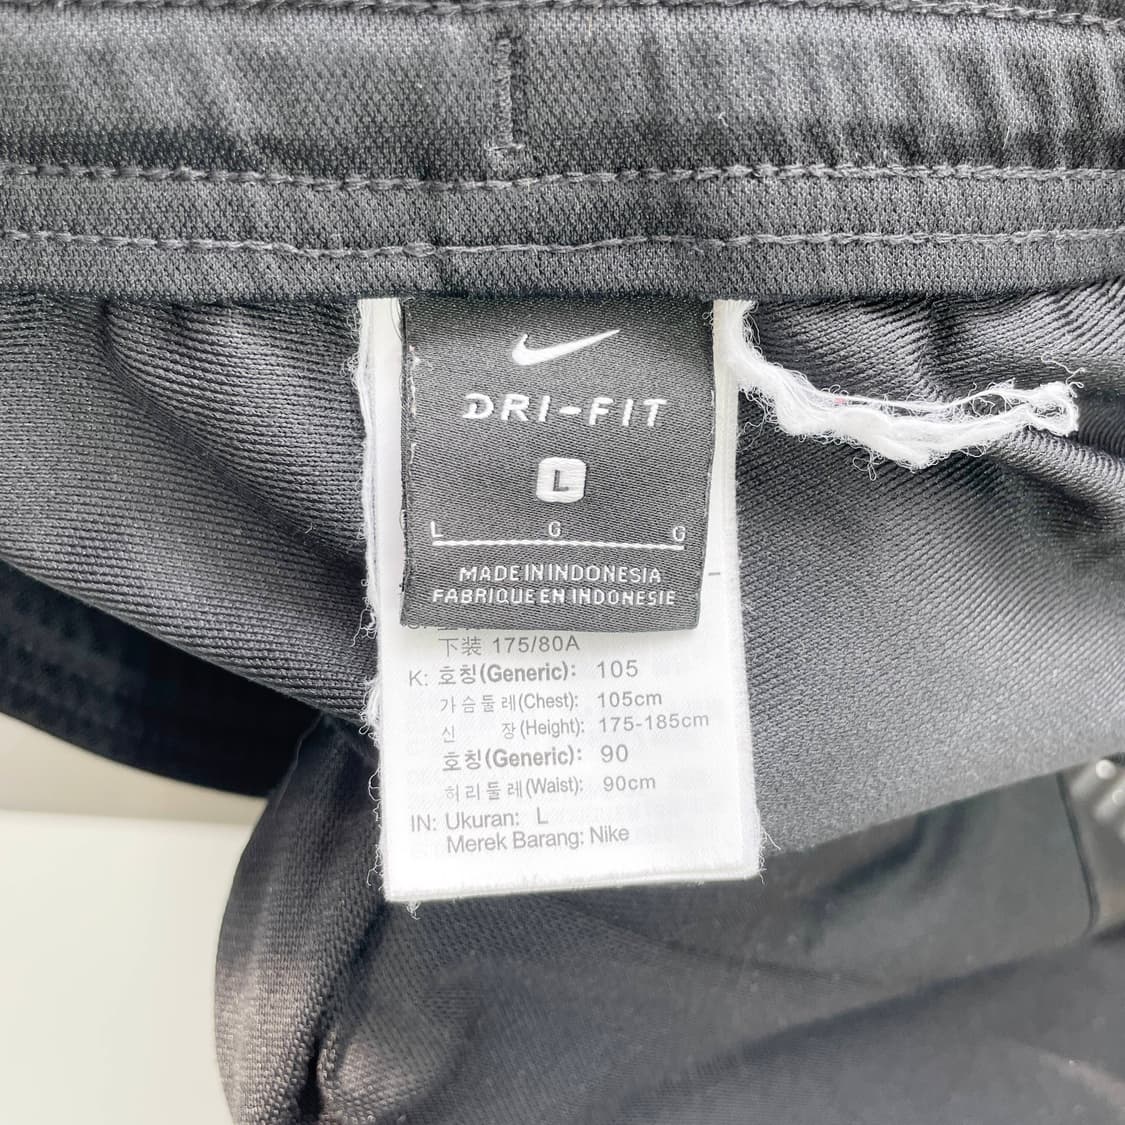 DRI-FIT
L
L G G
MADE IN INDONESIA
FABRIQUE EN INDONESIE
下装 175/80A
K: 호칭(Generic): 105
가슴둘레(Chest): 105cm
신 장(Height): 175-185cm
호칭(Generic): 90
허리둘레(Waist): 90cm
IN: Ukuran: L
Merek Barang: Nike